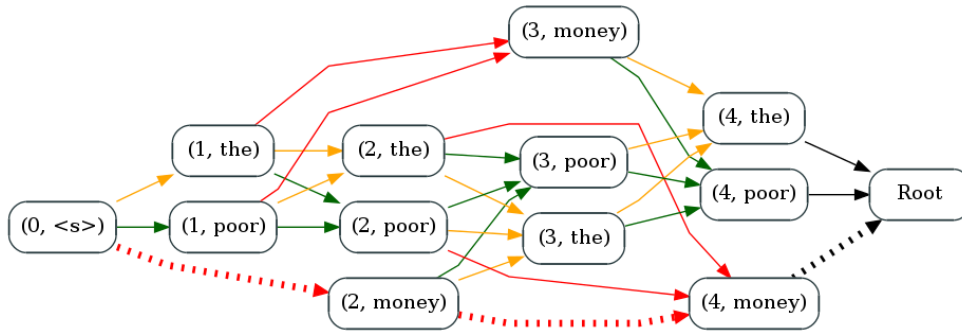 (3, money)
(4, the)
(1, the)
(2, the)
(3, poor)
(4, poor)
Root
(0, <s>)
(1, poor)
(2, poor)
(3, the)
(2, money)
(4, money)